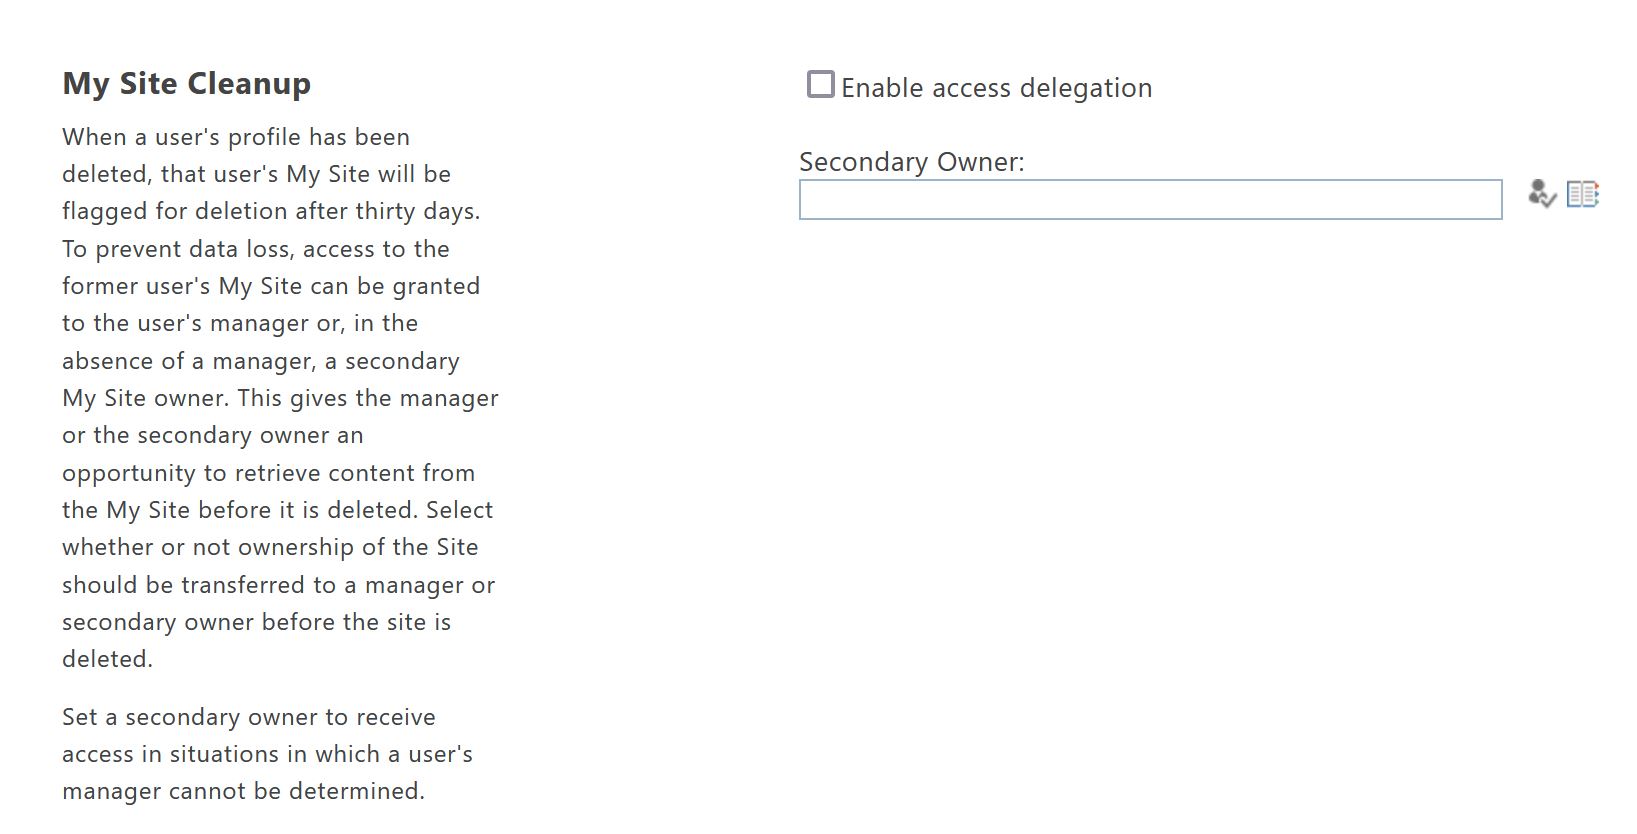 My Site Cleanup
When a user's profile has been
deleted, that user's My Site will be
flagged for deletion after thirty days.
To prevent data loss, access to the
former user's My Site can be granted
to the user's manager or, in the
absence of a manager, a secondary
My Site owner. This gives the manager
or the secondary owner an
opportunity to retrieve content from
the My Site before it is deleted. Select
whether or not ownership of the Site
should be transferred to a manager or
secondary owner before the site is
deleted.
Set a secondary owner to receive
access in situations in which a user's
manager cannot be determined.
Enable access delegation
Secondary Owner: